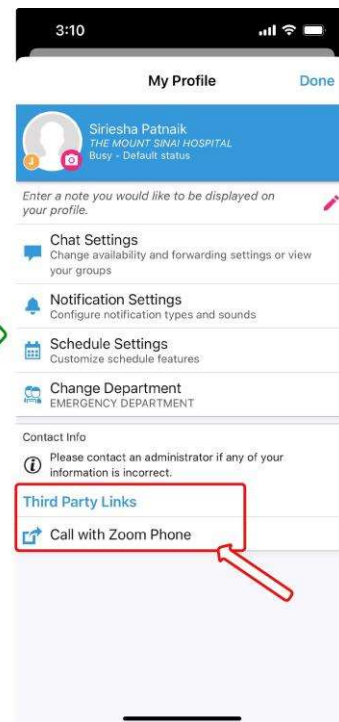 3:10
My Profile
Done
Siriesha Patnaik
THE MOUNT SINAI HOSPITAL
Busy - Default status
J
Enter a note you would like to be displayed on
your profile.
Chat Settings
Change availability and forwarding settings or view
your groups
Notification Settings
Configure notification types and sounds
Schedule Settings
Customize schedule features
Change Department
EMERGENCY DEPARTMENT
Contact Info
Please contact an administrator if any of your
information is incorrect.
Third Party Links
Call with Zoom Phone